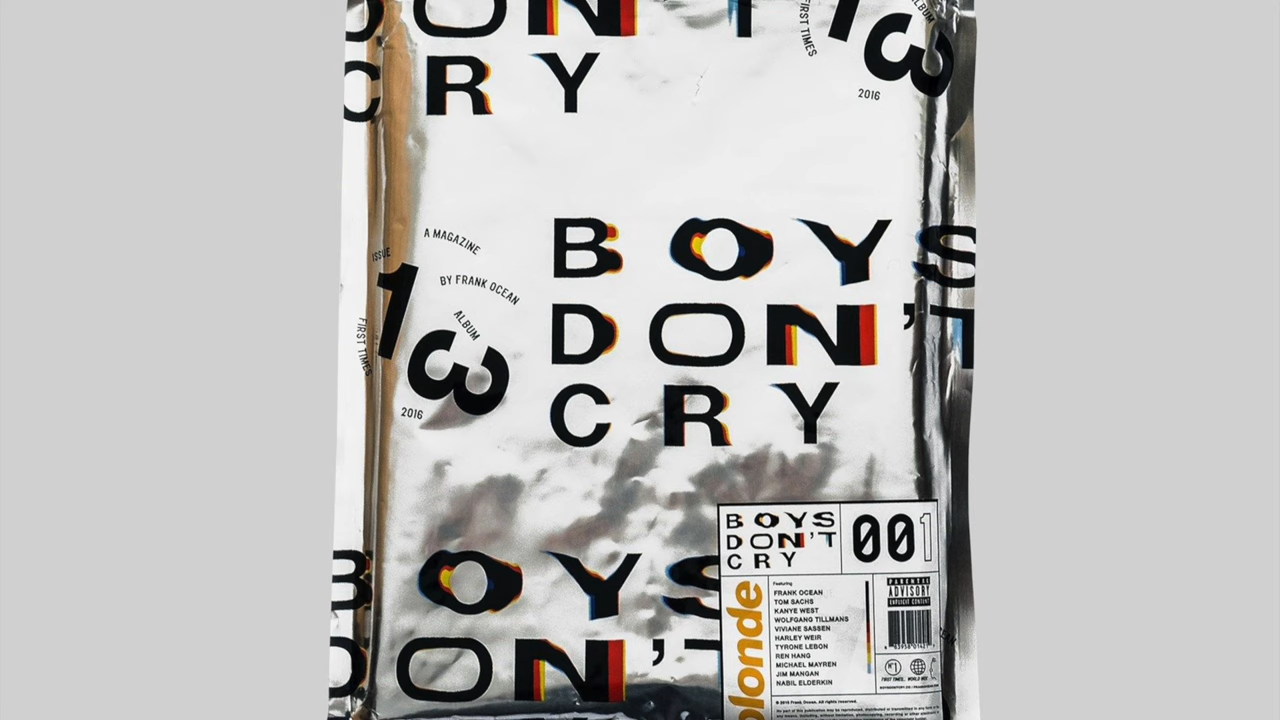 DON'T
CRY
FIRST TIMES
13
ALBUM
2016
C
RY
A MAGAZINE
ISSUE
BY FRANK OCEAN
13
ALBUM
FIRST TIMES
2016
BOYS
DON'T
CRY
BOYS
DON'T
BOYS
DON'T
CRY
001
blonde
Featuring
FRANK OCEAN
TOM SACHS
KANYE WEST
WOLFGANG TILLMANS
VIVIANE SASSEN
HARLEY WEIR
TYRONE LEBON
REN HANG
MICHAEL MAYREN
JIM MANGAN
NABIL ELDERKIN
PARENTAL
ADVISORY
EXPLICIT CONTENT
Nº1
FIRST TIMES.
WORLD WIDE
© 2016 Frank Ocean, All rights reserved.